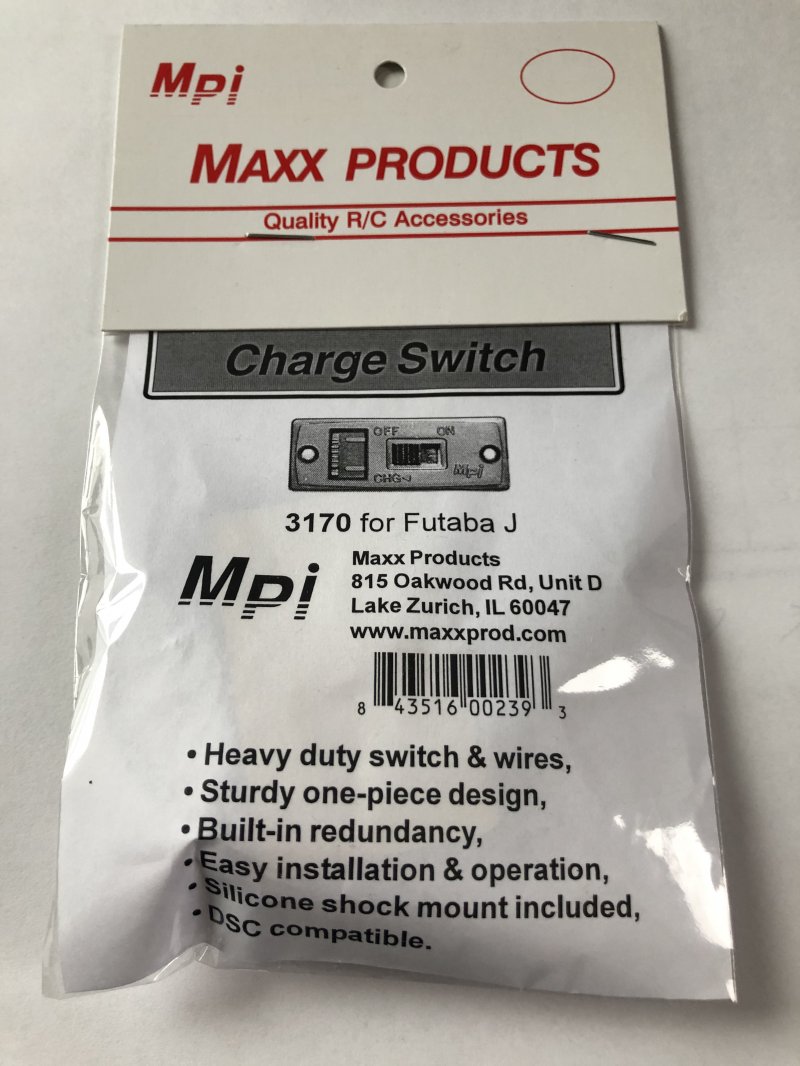 Mpi
MAXX PRODUCTS
Quality R/C Accessories
Charge Switch
OFF ON
CHG
Mpi
3170 for Futaba J
Mpi
Maxx Products
815 Oakwood Rd, Unit D
Lake Zurich, IL 60047
www.maxxprod.com
8 43516 00239 3
• Heavy duty switch & wires,
• Sturdy one-piece design,
• Built-in redundancy,
• Easy installation & operation,
• Silicone shock mount included,
• DSC compatible.